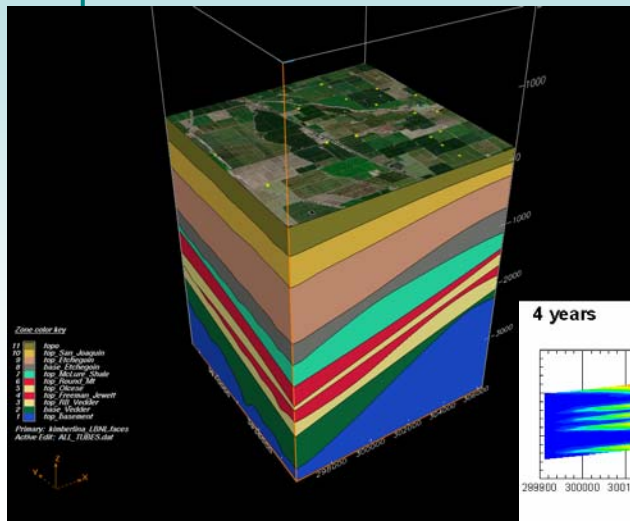 -1000
0
-1000
-2000
-3000
4 years
Zone color key
11 topo
10 top_San_Joaquin
9 top_Etchegoin
8 base_Etchegoin
7 top_McLure_Shale
6 top_Round_Mt
5 top_Olcese
4 top_Freeman_Jewett
3 top_RB_Vedder
2 base_Vedder
1 top_basement
Primary: kimberlina_LBNL.faces
Active Edit: ALL_TUBES.dat
Z
Y
X
298000
300000
302000
304000
299900 300000 3001